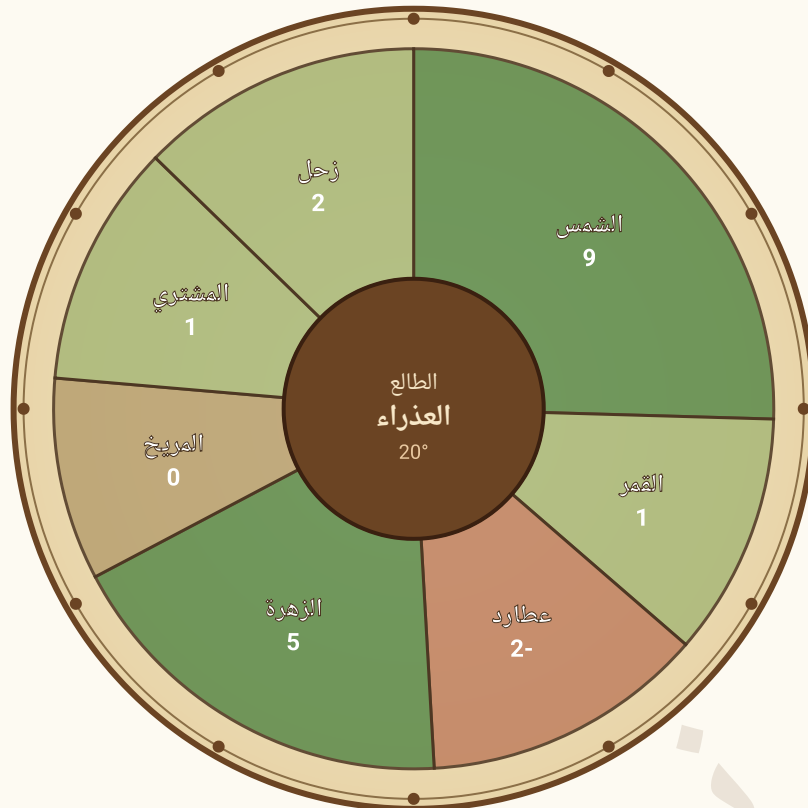 زحل
2
الشمس
9
المشتري
1
الطالع
العذراء
20°
المريخ
0
القمر
1
الزهرة
5
عطارد
2-